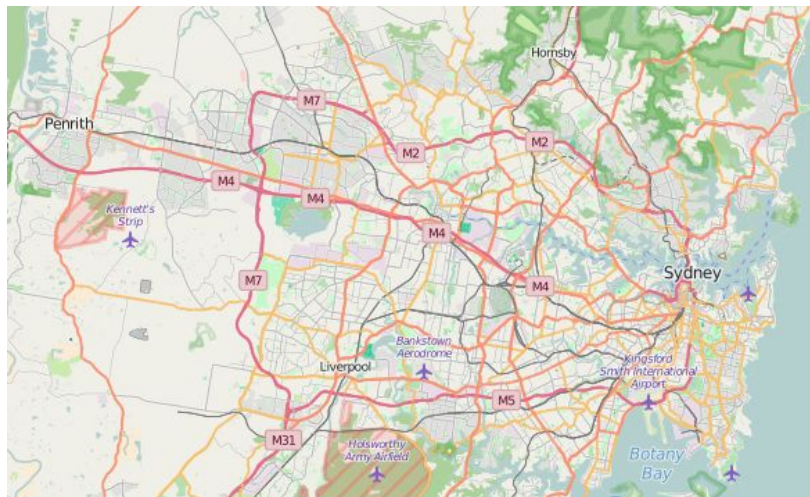 Hornsby
M7
Penrith
M2
M2
M4
M4
Kennett's
Strip
M4
Sydney
M7
M4
Bankstown
Aerodrome
Liverpool
Kingsford
Smith International
Airport
M5
M31
Holsworthy
Army Airfield
Botany
Bay